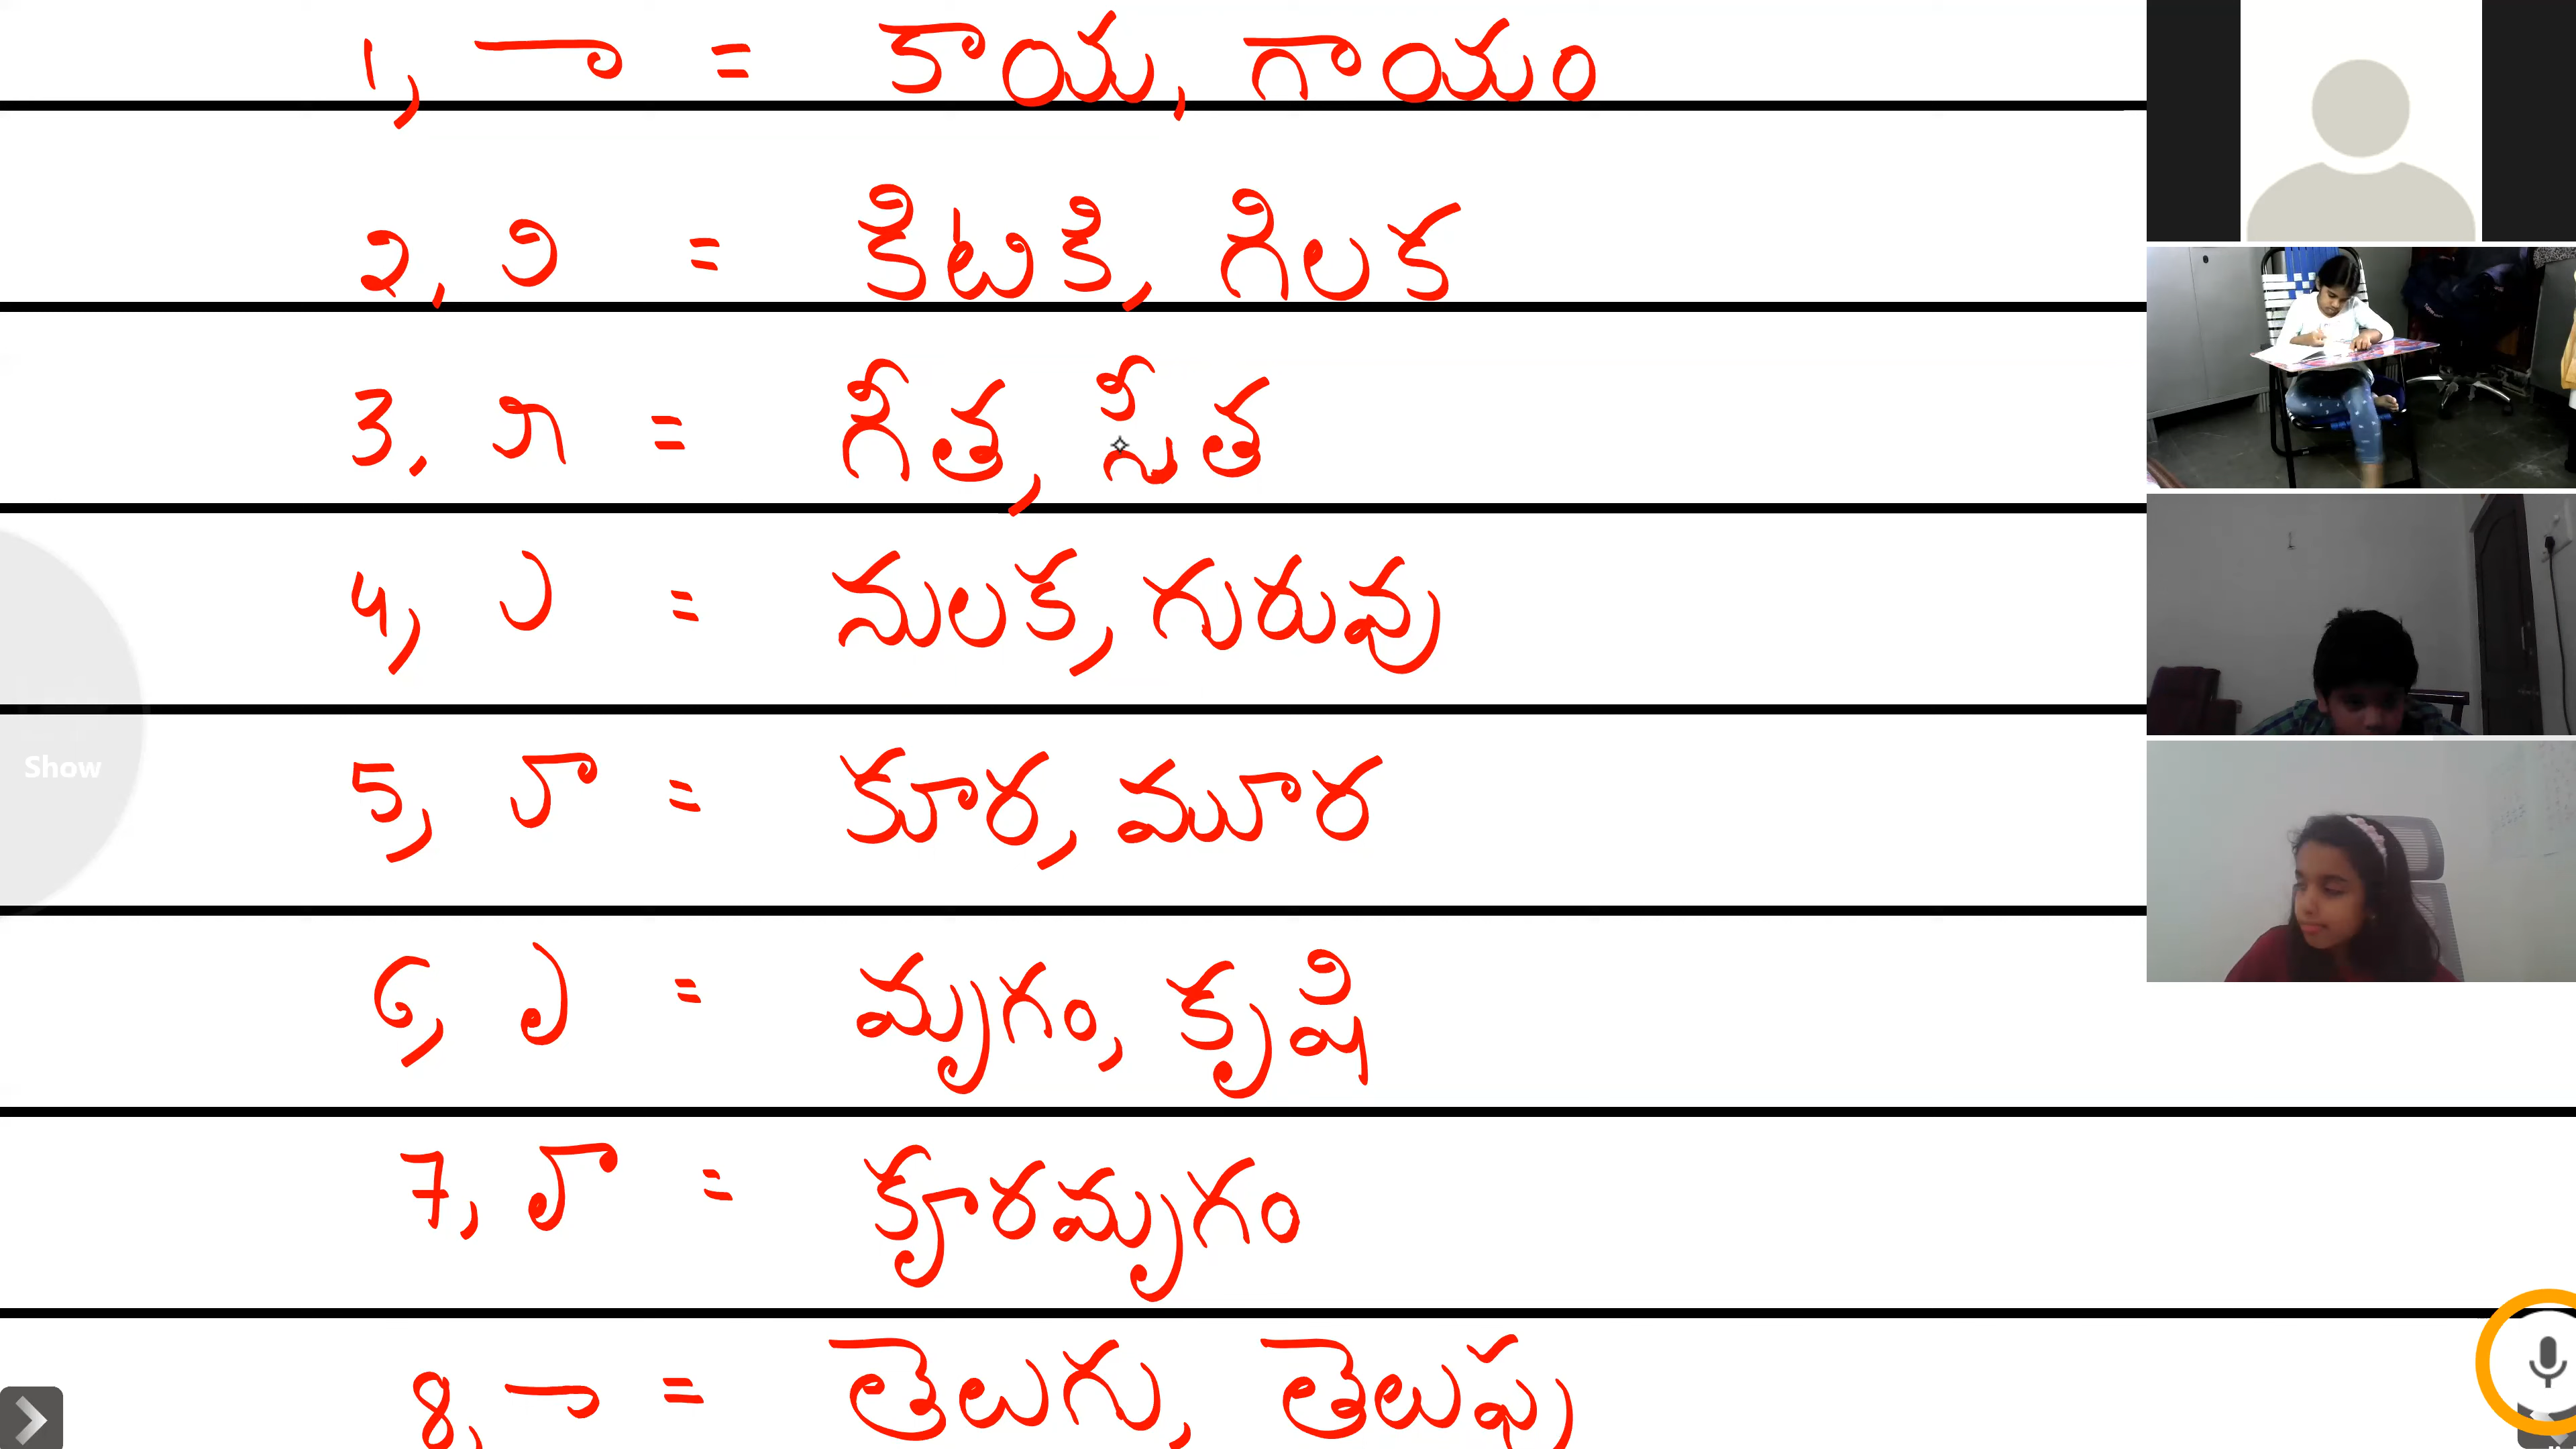 1, ా = కాయ, గాయం
2, ి = కిటికి, గిలక
3, ీ = గీత, సీత
4, ు = నులక, గురువు
5, ూ = కూర, మూర
6, ృ = మృగం, కృషి
7, ౄ = కౄరమృగం
8, ె = తెలుగు, తెలుపు
Show